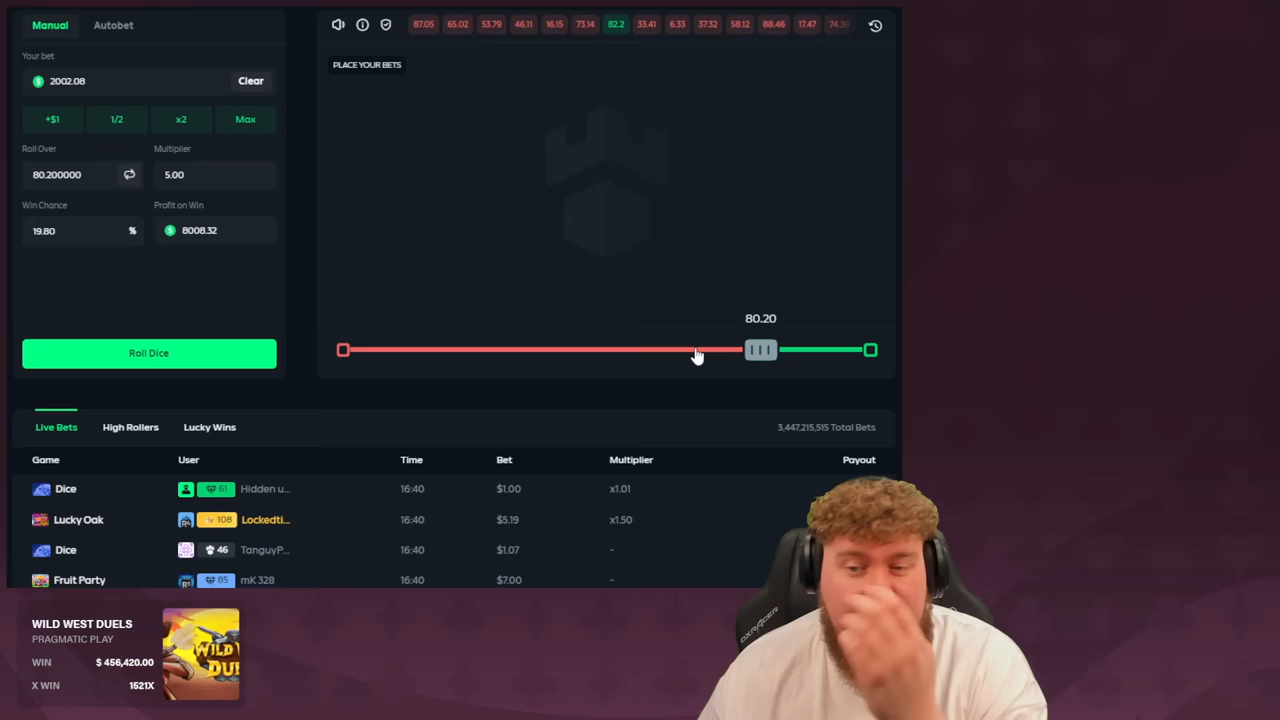 Manual Autobet
87.05 65.02 53.79 46.11 16.15 73.14 82.2 33.41 6.33 37.32 58.12 88.46 17.47 74.39
Your bet
2002.08 Clear
PLACE YOUR BETS
+$1 1/2 x2 Max
Roll Over Multiplier
80.200000 5.00
Win Chance Profit on Win
19.80 % 8008.32
80.20
Roll Dice
Live Bets High Rollers Lucky Wins 3,447,215,515 Total Bets
Game User Time Bet Multiplier Payout
Dice 61 Hidden u... 16:40 $1.00 x1.01
Lucky Oak 108 Lockedti... 16:40 $5.19 x1.50
Dice 46 TanguyP... 16:40 $1.07 -
Fruit Party 85 mK328 16:40 $7.00 -
WILD WEST DUELS
PRAGMATIC PLAY
WIN $ 456,420.00
X WIN 1521X